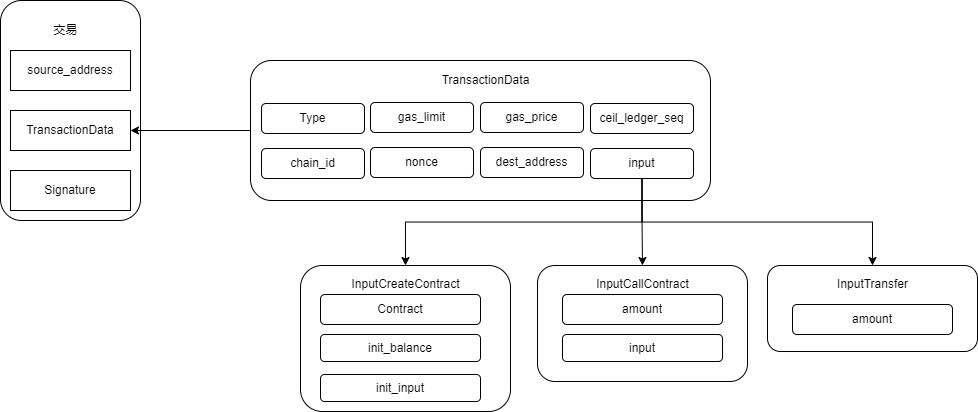 交易
source_address
TransactionData
Signature
TransactionData
Type
gas_limit
gas_price
ceil_ledger_seq
chain_id
nonce
dest_address
input
InputCreateContract
Contract
init_balance
init_input
InputCallContract
amount
input
InputTransfer
amount